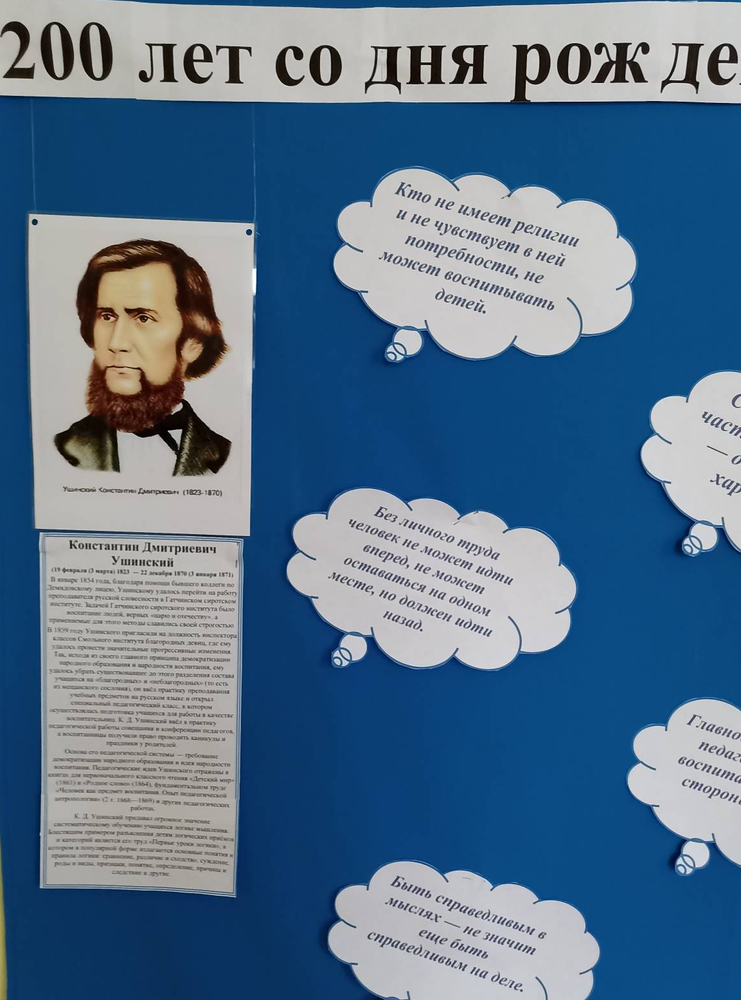 200 лет со дня рожде
Кто не имеет религии
и не чувствует в ней
потребности, не
может воспитывать
детей.
Ушинский Константин Дмитриевич (1823-1870)
С
част
— о
хар
Без личного труда
человек не может идти
вперед, не может
оставаться на одном
месте, но должен идти
назад.
Константин Дмитриевич
Ушинский
(19 февраля (3 марта) 1823 — 22 декабря 1870 (3 января 1871)
В январе 1854 года, благодаря помощи бывшего коллеги по
Демидовскому лицею, Ушинскому удалось перейти на работу
преподавателя русской словесности в Гатчинском сиротском
институте. Задачей Гатчинского сиротского института было
воспитание людей, верных «царю и отечеству», а
применяемые для этого методы славились своей строгостью.
В 1859 году Ушинского пригласили на должность инспектора
классов Смольного института благородных девиц, где ему
удалось провести значительные прогрессивные изменения.
Так, исходя из своего главного принципа демократизации
народного образования и народности воспитания, ему
удалось убрать существовавшее до этого разделения состава
учащихся на «благородных» и «неблагородных» (то есть
из мещанского сословия), он ввёл практику преподавания
учебных предметов на русском языке и открыл
специальный педагогический класс, в котором
осуществлялась подготовка учащихся для работы в качестве
воспитательниц. К. Д. Ушинский ввёл в практику
педагогической работы совещания и конференции педагогов,
а воспитанницы получили право проводить каникулы и
праздники у родителей.
Основа его педагогической системы — требование
демократизации народного образования и идея народности
воспитания. Педагогические идеи Ушинского отражены в
книгах для первоначального классного чтения «Детский мир»
(1861) и «Родное слово» (1864), фундаментальном труде
«Человек как предмет воспитания. Опыт педагогической
антропологии» (2 т. 1868—1869) и других педагогических
работах.
К. Д. Ушинский придавал огромное значение
систематическому обучению учащихся логике мышления.
Блестящим примером разъяснения детям логических приёмов
и категорий является его труд «Первые уроки логики», в
котором в популярной форме излагаются основные понятия и
правила логики: сравнение, различие и сходство, суждение,
роды и виды, признаки, понятие, определение, причина и
следствие и другие.
Главно
педаг
воспита
сторон
Быть справедливым в
мыслях — не значит
еще быть
справедливым на деле.